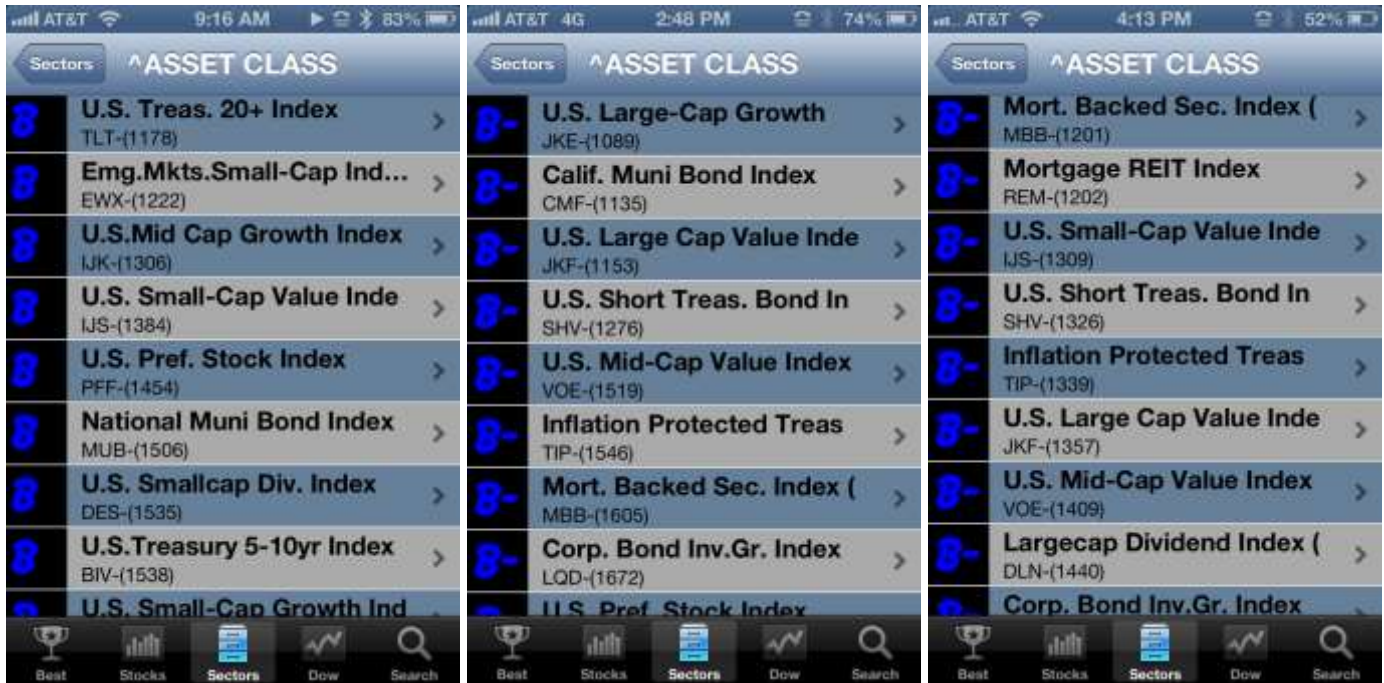 AT&T 9:16 AM 83%
Sectors ^ASSET CLASS
B U.S. Treas. 20+ Index
TLT-(1178)
B Emg.Mkts.Small-Cap Ind...
EWX-(1222)
B U.S.Mid Cap Growth Index
IJK-(1306)
B U.S. Small-Cap Value Inde
IJS-(1384)
B U.S. Pref. Stock Index
PFF-(1454)
B National Muni Bond Index
MUB-(1506)
B U.S. Smallcap Div. Index
DES-(1535)
B U.S.Treasury 5-10yr Index
BIV-(1538)
U.S. Small-Cap Growth Ind
Best Stocks Sectors Dow Search
AT&T 4G 2:48 PM 74%
Sectors ^ASSET CLASS
B- U.S. Large-Cap Growth
JKE-(1089)
B- Calif. Muni Bond Index
CMF-(1135)
B- U.S. Large Cap Value Inde
JKF-(1153)
B- U.S. Short Treas. Bond In
SHV-(1276)
B- U.S. Mid-Cap Value Index
VOE-(1519)
B- Inflation Protected Treas
TIP-(1546)
B- Mort. Backed Sec. Index (
MBB-(1605)
B- Corp. Bond Inv.Gr. Index
LQD-(1672)
U.S. Pref. Stock Index
Best Stocks Sectors Dow Search
AT&T 4:13 PM 52%
Sectors ^ASSET CLASS
B- Mort. Backed Sec. Index (
MBB-(1201)
B- Mortgage REIT Index
REM-(1202)
B- U.S. Small-Cap Value Inde
IJS-(1309)
B- U.S. Short Treas. Bond In
SHV-(1326)
B- Inflation Protected Treas
TIP-(1339)
B- U.S. Large Cap Value Inde
JKF-(1357)
B- U.S. Mid-Cap Value Index
VOE-(1409)
B- Largecap Dividend Index (
DLN-(1440)
Corp. Bond Inv.Gr. Index
Best Stocks Sectors Dow Search